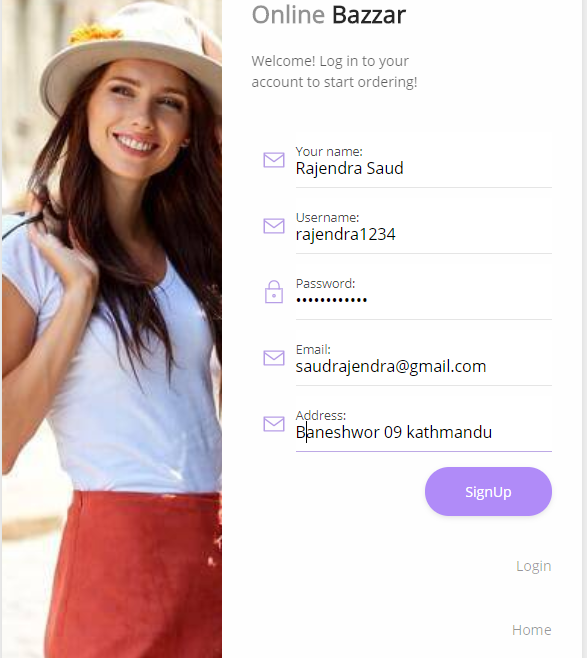 Online Bazzar
Welcome! Log in to your
account to start ordering!
Your name:
Rajendra Saud
Username:
rajendra1234
Password:
••••••••••••
Email:
saudrajendra@gmail.com
Address:
Baneshwor 09 kathmandu
SignUp
Login
Home